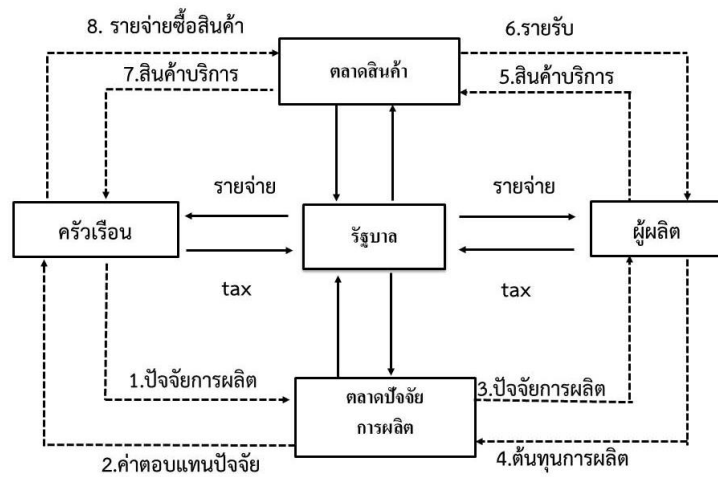 8. รายจ่ายซื้อสินค้า
6.รายรับ
ตลาดสินค้า
7.สินค้าบริการ
5.สินค้าบริการ
รายจ่าย
รายจ่าย
ครัวเรือน
รัฐบาล
ผู้ผลิต
tax
tax
1.ปัจจัยการผลิต
ตลาดปัจจัย
การผลิต
3.ปัจจัยการผลิต
2.ค่าตอบแทนปัจจัย
4.ต้นทุนการผลิต